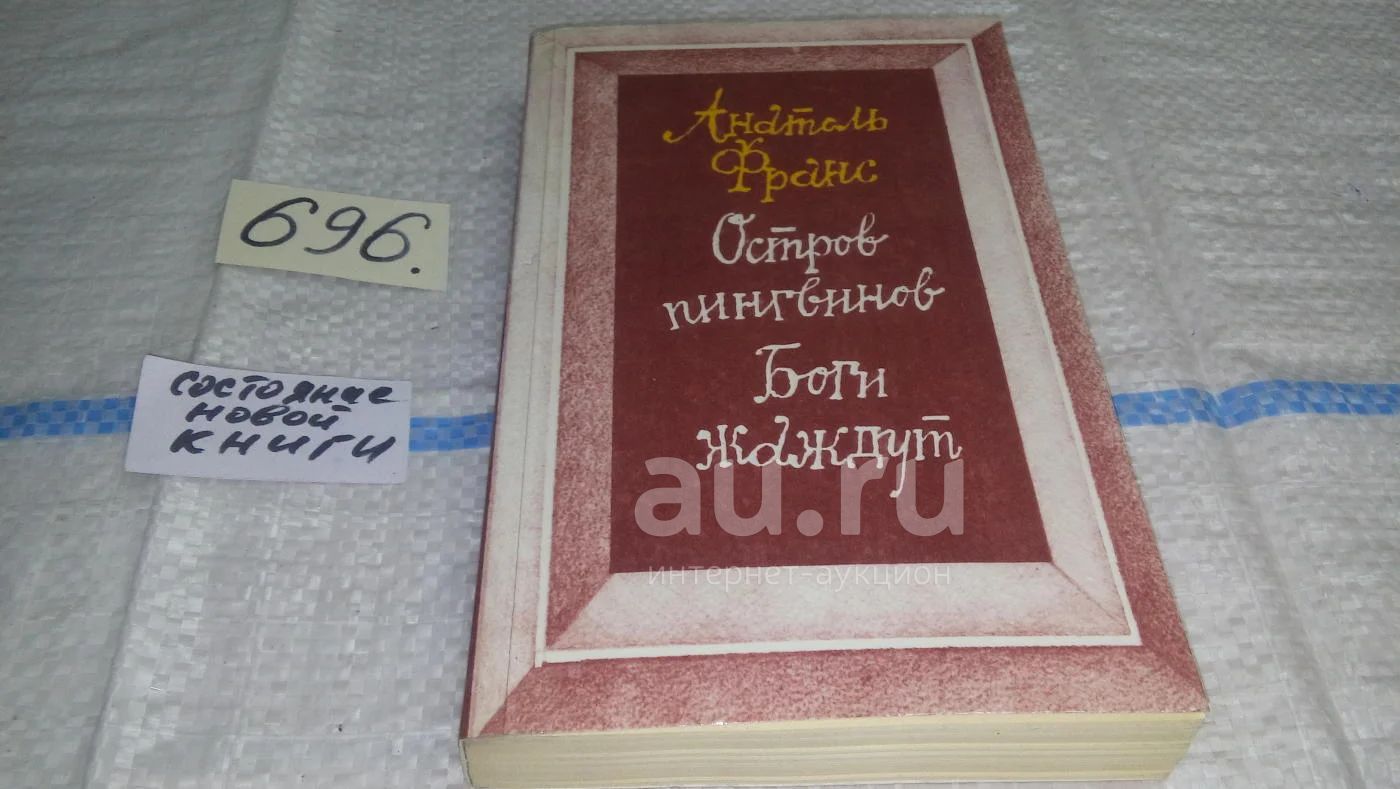 696.
состояние
новой
книги
Анатоль
Франс
Остров
пингвинов
Боги
жаждут
au.ru
интернет-аукцион